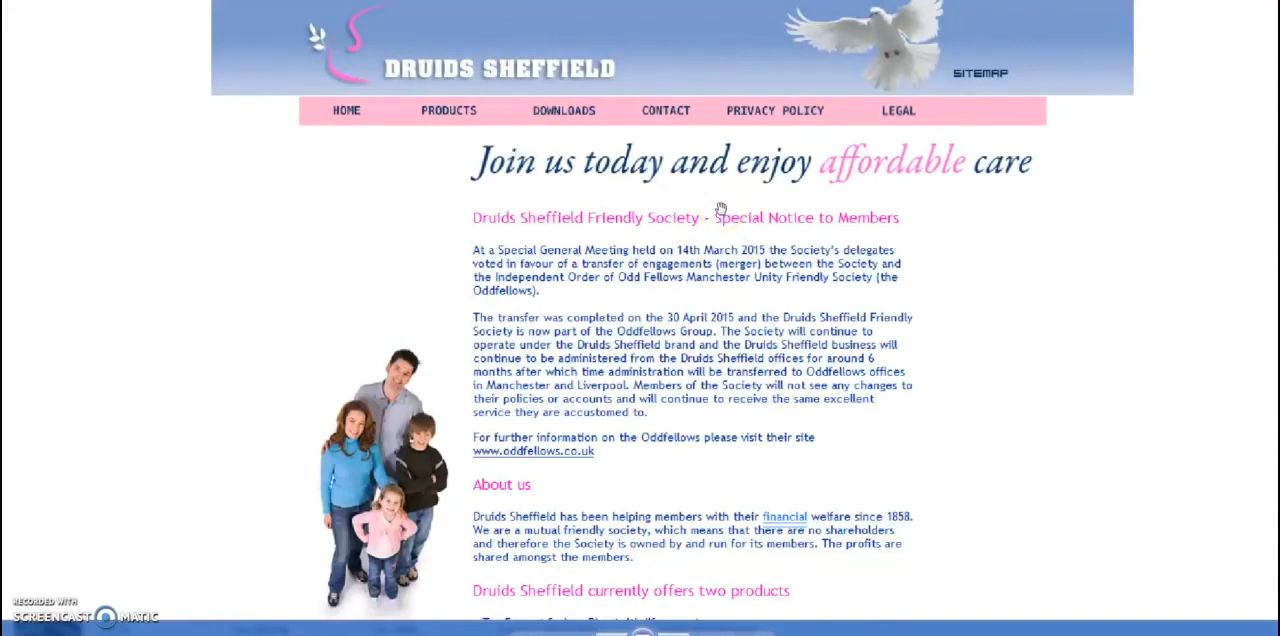 DRUIDS SHEFFIELD
SITEMAP
HOME PRODUCTS DOWNLOADS CONTACT PRIVACY POLICY LEGAL
Join us today and enjoy affordable care
Druids Sheffield Friendly Society - Special Notice to Members
At a Special General Meeting held on 14th March 2015 the Society's delegates
voted in favour of a transfer of engagements (merger) between the Society and
the Independent Order of Odd Fellows Manchester Unity Friendly Society (the
Oddfellows).
The transfer was completed on the 30 April 2015 and the Druids Sheffield Friendly
Society is now part of the Oddfellows Group. The Society will continue to
operate under the Druids Sheffield brand and the Druids Sheffield business will
continue to be administered from the Druids Sheffield offices for around 6
months after which time administration will be transferred to Oddfellows offices
in Manchester and Liverpool. Members of the Society will not see any changes to
their policies or accounts and will continue to receive the same excellent
service they are accustomed to.
For further information on the Oddfellows please visit their site
www.oddfellows.co.uk
About us
Druids Sheffield has been helping members with their financial welfare since 1858.
We are a mutual friendly society, which means that there are no shareholders
and therefore the Society is owned by and run for its members. The profits are
shared amongst the members.
Druids Sheffield currently offers two products
RECORDED WITH
SCREENCAST MATIC